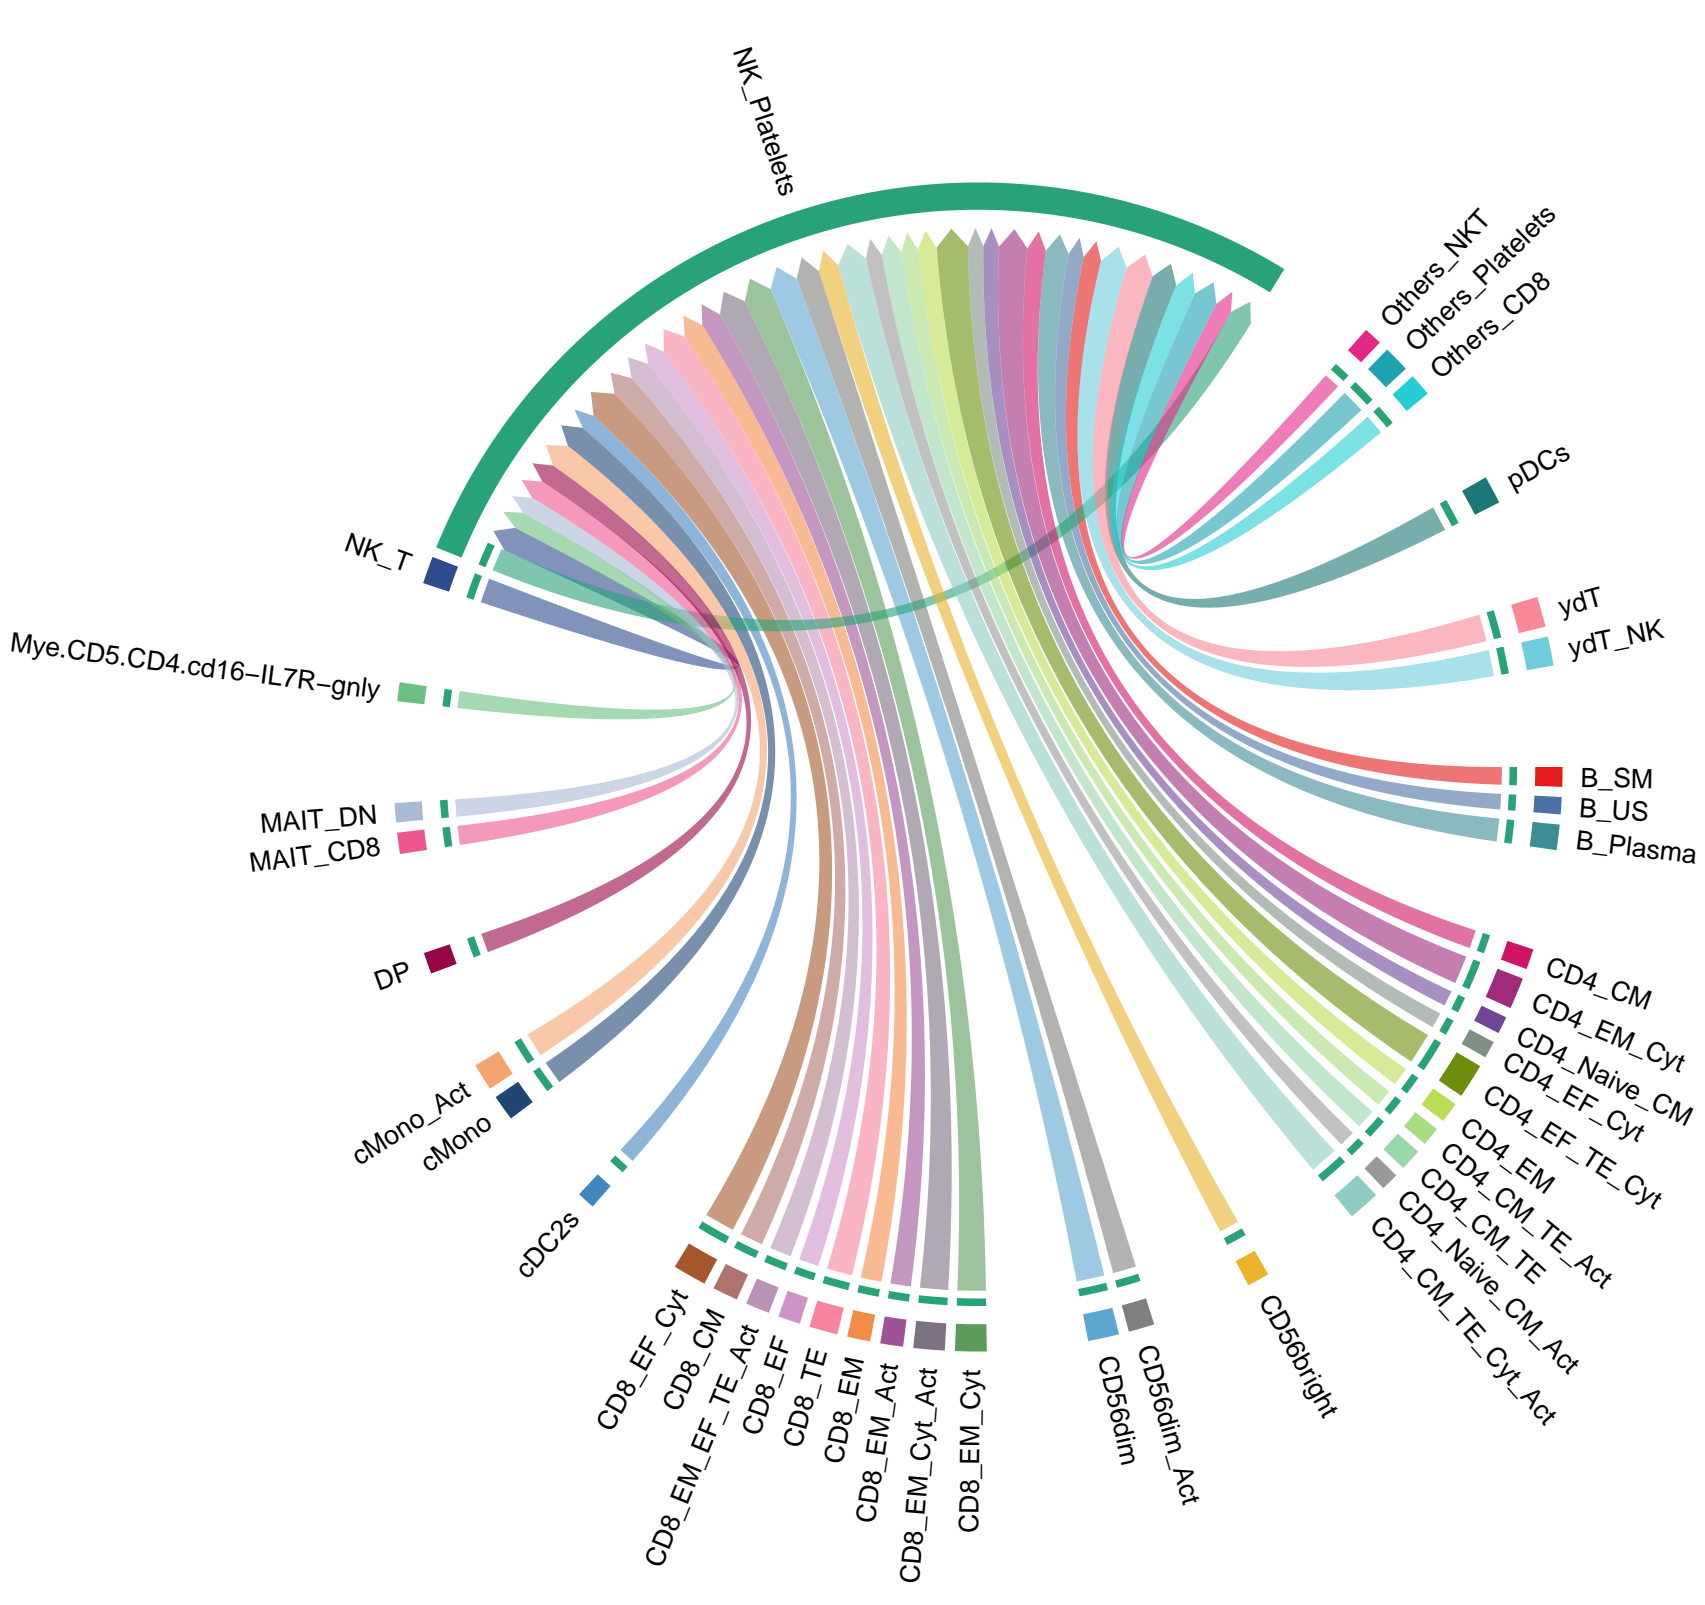 NK_Platelets
Others_NKT
Others_Platelets
Others_CD8
pDCs
ydT
ydT_NK
B_SM
B_US
B_Plasma
CD4_CM
CD4_EM_Cyt
CD4_Naive_CM
CD4_EF_Cyt
CD4_EF_TE_Cyt
CD4_EM
CD4_CM_TE_Act
CD4_CM_TE
CD4_Naive_CM_Act
CD4_CM_TE_Cyt_Act
CD56bright
CD56dim_Act
CD56dim
CD8_EM_Cyt
CD8_EM_Cyt_Act
CD8_EM_Act
CD8_EM
CD8_TE
CD8_EF
CD8_EM_EF_TE_Act
CD8_CM
CD8_EF_Cyt
cDC2s
cMono
cMono_Act
DP
MAIT_CD8
MAIT_DN
Mye.CD5.CD4.cd16−IL7R−gnly
NK_T